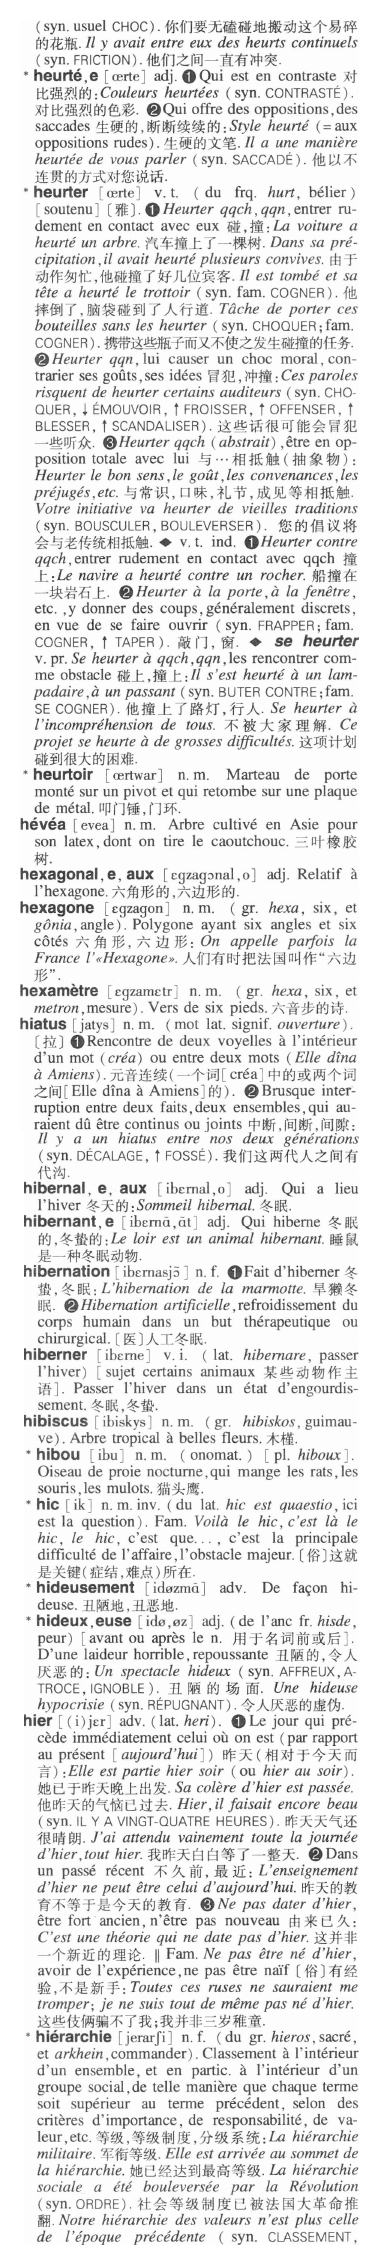 (syn. usuel CHOC). 你们要无磕碰地搬动这个易碎
的花瓶. Il y avait entre eux des heurts continuels
(syn. FRICTION). 他们之间一直有冲突.
* heurté,e [œrte] adj. ❶Qui est en contraste 对
比强烈的:Couleurs heurtées (syn. CONTRASTÉ).
对比强烈的色彩. ❷Qui offre des oppositions,des
saccades 生硬的,断断续续的:Style heurté (=aux
oppositions rudes). 生硬的文笔. Il a une manière
heurtée de vous parler (syn. SACCADÉ). 他以不
连贯的方式对您说话.
* heurter [œrte] v. t. ( du frq. hurt, bélier)
[soutenu] [雅]. ❶Heurter qqch,qqn,entrer ru-
dement en contact avec eux 碰,撞:La voiture a
heurté un arbre. 汽车撞上了一棵树. Dans sa pré-
cipitation,il avait heurté plusieurs convives. 由于
动作匆忙,他碰撞了好几位宾客. Il est tombé et sa
tête a heurté le trottoir (syn. fam. COGNER). 他
摔倒了,脑袋碰到了人行道. Tâche de porter ces
bouteilles sans les heurter (syn. CHOQUER;fam.
COGNER). 携带这些瓶子而又不使之发生碰撞的任务.
❷Heurter qqn,lui causer un choc moral,con-
trarier ses goûts,ses idées 冒犯,冲撞:Ces paroles
risquent de heurter certains auditeurs (syn. CHO-
QUER, ↓ ÉMOUVOIR, ↑ FROISSER, ↑ OFFENSER, ↑
BLESSER, ↑ SCANDALISER). 这些话很可能会冒犯
一些听众. ❸Heurter qqch (abstrait),être en op-
position totale avec lui 与…相抵触(抽象物):
Heurter le bon sens,le goût,les convenances,les
préjugés,etc. 与常识,口味,礼节,成见等相抵触.
Votre initiative va heurter de vieilles traditions
(syn. BOUSCULER, BOULEVERSER). 您的倡议将
会与老传统相抵触. ◆ v. t. ind. ❶Heurter contre
qqch,entrer rudement en contact avec qqch 撞
上:Le navire a heurté contre un rocher. 船撞在
一块岩石上. ❷Heurter à la porte,à la fenêtre,
etc. ,y donner des coups,généralement discrets,
en vue de se faire ouvrir (syn. FRAPPER; fam.
COGNER, ↑ TAPER). 敲门,窗. ◆ se heurter
v. pr. Se heurter à qqch,qqn,les rencontrer com-
me obstacle 碰上,撞上:Il s'est heurté à un lam-
padaire,à un passant (syn. BUTER CONTRE;fam.
SE COGNER). 他撞上了路灯,行人. Se heurter à
l'incompréhension de tous. 不被大家理解. Ce
projet se heurte à de grosses difficultés. 这项计划
碰到很大的困难.
* heurtoir [œrtwar] n. m. Marteau de porte
monté sur un pivot et qui retombe sur une plaque
de métal. 叩门锤,门环.
hévéa [evea] n. m. Arbre cultivé en Asie pour
son latex,dont on tire le caoutchouc. 三叶橡胶
树.
hexagonal,e,aux [ɛgzagɔnal,o] adj. Relatif à
l'hexagone. 六角形的,六边形的.
hexagone [ɛgzagon] n. m. ( gr. hexa, six, et
gônia,angle). Polygone ayant six angles et six
côtés 六角形,六边形: On appelle parfois la
France l'«Hexagone». 人们有时把法国叫作“六边
形”.
hexamètre [ɛgzamɛtr] n. m. ( gr. hexa, six, et
metron,mesure). Vers de six pieds. 六音步的诗.
hiatus [jatys] n. m. (mot lat. signif. ouverture).
[拉] ❶Rencontre de deux voyelles à l'intérieur
d'un mot (créa) ou entre deux mots (Elle dîna
à Amiens). 元音连续(一个词[créa]中的或两个词
之间[Elle dîna à Amiens]的). ❷Brusque inter-
ruption entre deux faits,deux ensembles,qui au-
raient dû être continus ou joints 中断,间断,间隙:
Il y a un hiatus entre nos deux générations
(syn. DÉCALAGE, ↑ FOSSÉ). 我们这两代人之间有
代沟.
hibernal, e, aux [ibɛrnal,o] adj. Qui a lieu
l'hiver 冬天的:Sommeil hibernal. 冬眠.
hibernant,e [ibɛrnã,ãt] adj. Qui hiberne 冬眠
的,冬蛰的:Le loir est un animal hibernant. 睡鼠
是一种冬眠动物.
hibernation [ibɛrnasjɔ̃] n. f. ❶Fait d'hiberner 冬
蛰,冬眠: L'hibernation de la marmotte. 旱獭冬
眠. ❷Hibernation artificielle,refroidissement du
corps humain dans un but thérapeutique ou
chirurgical. [医]人工冬眠.
hiberner [ibɛrne] v. i. ( lat. hibernare, passer
l'hiver) [ sujet certains animaux 某些动物作主
语]. Passer l'hiver dans un état d'engourdis-
sement. 冬眠,冬蛰.
hibiscus [ibiskys] n. m. ( gr. hibiskos, guimau-
ve). Arbre tropical à belles fleurs. 木槿.
* hibou [ibu] n. m. ( onomat. ) [ pl. hiboux].
Oiseau de proie nocturne,qui mange les rats,les
souris,les mulots. 猫头鹰.
* hic [ik] n. m. inv. (du lat. hic est quaestio,ici
est la question). Fam. Voilà le hic,c'est là le
hic, le hic, c'est que..., c'est la principale
difficulté de l'affaire,l'obstacle majeur. [俗]这就
是关键(症结,难点)所在.
* hideusement [idøzmã] adv. De façon hi-
deuse. 丑陋地,丑恶地.
* hideux,euse [idø,øz] adj. (de l'anc fr. hisde,
peur) [avant ou après le n. 用于名词前或后].
D'une laideur horrible,repoussante 丑陋的,令人
厌恶的: Un spectacle hideux (syn. AFFREUX,A-
TROCE,IGNOBLE). 丑陋的场面. Une hideuse
hypocrisie (syn. RÉPUGNANT). 令人厌恶的虚伪.
hier [(i)jɛr] adv. (lat. heri). ❶Le jour qui pré-
cède immédiatement celui où on est (par rapport
au présent [aujourd'hui]) 昨天(相对于今天而
言):Elle est partie hier soir (ou hier au soir).
她已于昨天晚上出发. Sa colère d'hier est passée.
他昨天的气恼已过去. Hier,il faisait encore beau
(syn. IL Y A VINGT-QUATRE HEURES). 昨天天气还
很晴朗. J'ai attendu vainement toute la journée
d'hier,tout hier. 我昨天白白等了一整天. ❷Dans
un passé récent 不久前,最近: L'enseignement
d'hier ne peut être celui d'aujourd'hui. 昨天的教
育不等于是今天的教育. ❸Ne pas dater d'hier,
être fort ancien, n'être pas nouveau 由来已久:
C'est une théorie qui ne date pas d'hier. 这并非
一个新近的理论. ‖ Fam. Ne pas être né d'hier,
avoir de l'expérience,ne pas être naïf [俗]有经
验,不是新手:Toutes ces ruses ne sauraient me
tromper; je ne suis tout de même pas né d'hier.
这些伎俩骗不了我;我并非三岁稚童.
* hiérarchie [jerarʃi] n. f. (du gr. hieros,sacré,
et arkhein,commander). Classement à l'intérieur
d'un ensemble, et en partic. à l'intérieur d'un
groupe social,de telle manière que chaque terme
soit supérieur au terme précédent, selon des
critères d'importance, de responsabilité, de va-
leur,etc. 等级,等级制度,分级系统:La hiérarchie
militaire. 军衔等级. Elle est arrivée au sommet de
la hiérarchie. 她已经达到最高等级. La hiérarchie
sociale a été bouleversée par la Révolution
(syn. ORDRE). 社会等级制度已被法国大革命推
翻. Notre hiérarchie des valeurs n'est plus celle
de l'époque précédente ( syn. CLASSEMENT,